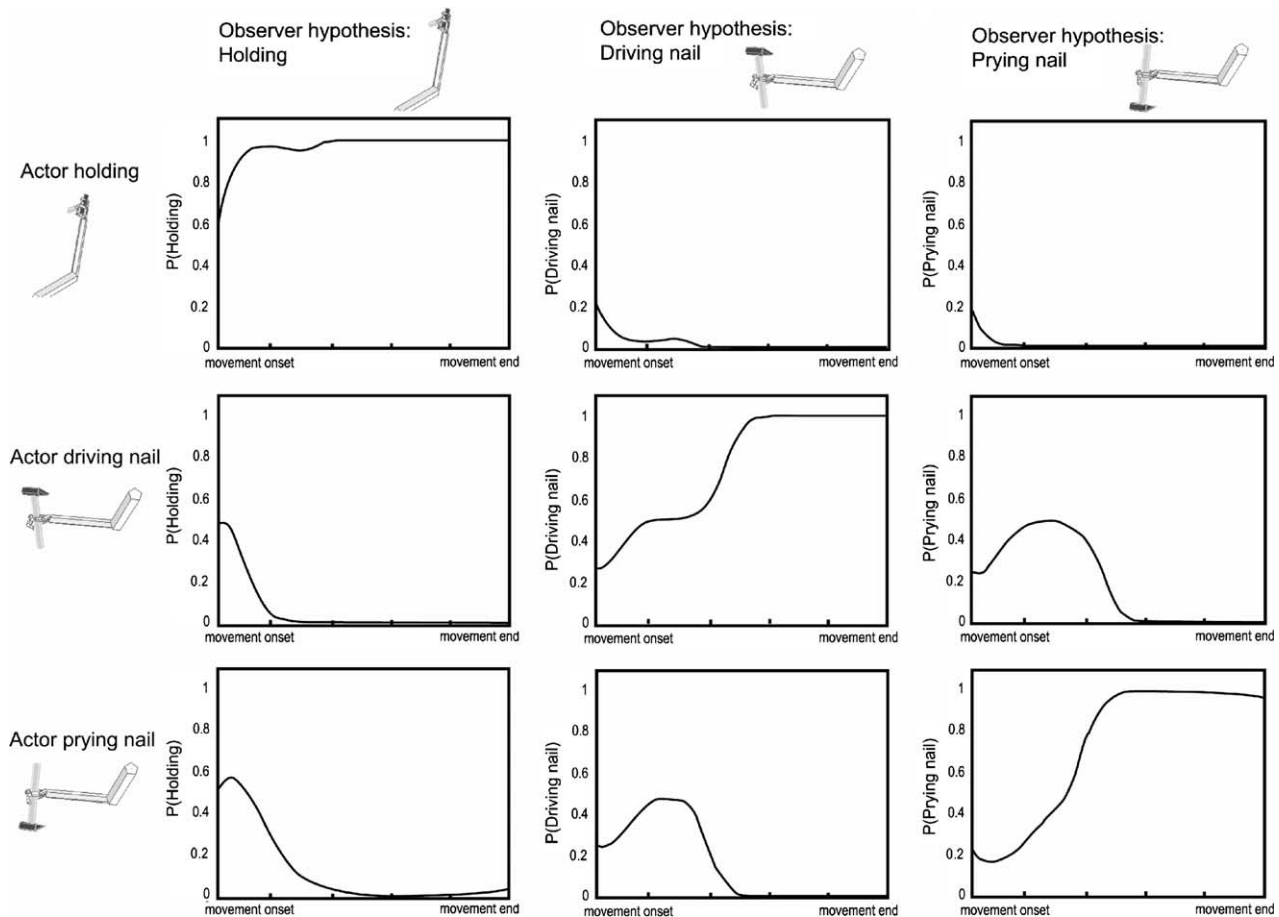 Observer hypothesis:
Holding
Observer hypothesis:
Driving nail
Observer hypothesis:
Prying nail
Actor holding
P(Holding)
1
0.8
0.6
0.4
0.2
0
movement onset
movement end
P(Driving nail)
1
0.8
0.6
0.4
0.2
0
movement onset
movement end
P(Prying nail)
1
0.8
0.6
0.4
0.2
0
movement onset
movement end
Actor driving nail
P(Holding)
1
0.8
0.6
0.4
0.2
0
movement onset
movement end
P(Driving nail)
1
0.8
0.6
0.4
0.2
0
movement onset
movement end
P(Prying nail)
1
0.8
0.6
0.4
0.2
0
movement onset
movement end
Actor prying nail
P(Holding)
1
0.8
0.6
0.4
0.2
0
movement onset
movement end
P(Driving nail)
1
0.8
0.6
0.4
0.2
0
movement onset
movement end
P(Prying nail)
1
0.8
0.6
0.4
0.2
0
movement onset
movement end